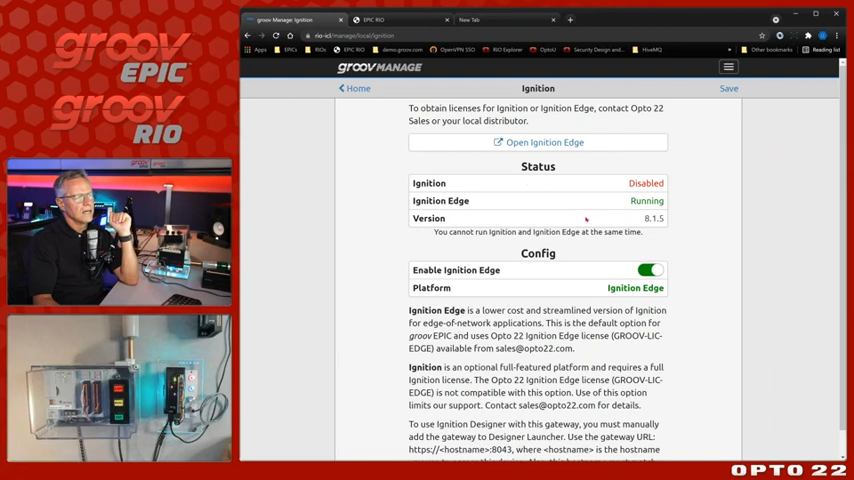 groov
EPIC
groov
RIO
groov Manage: Ignition
EPIC RIO
New Tab
rio-icl/manage/local/ignition
Apps
EPICs
RIOs
EPIC RIO
demo.groov.com
OpenVPN SSO
RIO Explorer
OptoU
Security Design and...
HiveMQ
Other bookmarks
Reading list
groovMANAGE
Home
Ignition
Save
To obtain licenses for Ignition or Ignition Edge, contact Opto 22
Sales or your local distributor.
Open Ignition Edge
Status
Ignition Disabled
Ignition Edge Running
Version 8.1.5
You cannot run Ignition and Ignition Edge at the same time.
Config
Enable Ignition Edge
Platform Ignition Edge
Ignition Edge is a lower cost and streamlined version of Ignition
for edge-of-network applications. This is the default option for
groov EPIC and uses Opto 22 Ignition Edge license (GROOV-LIC-
EDGE) available from sales@opto22.com.
Ignition is an optional full-featured platform and requires a full
Ignition license. The Opto 22 Ignition Edge license (GROOV-LIC-
EDGE) is not compatible with this option. Use of this option
limits our support. Contact sales@opto22.com for details.
To use Ignition Designer with this gateway, you must manually
add the gateway to Designer Launcher. Use the gateway URL:
https://<hostname>:8043, where <hostname> is the hostname
OPTO 22